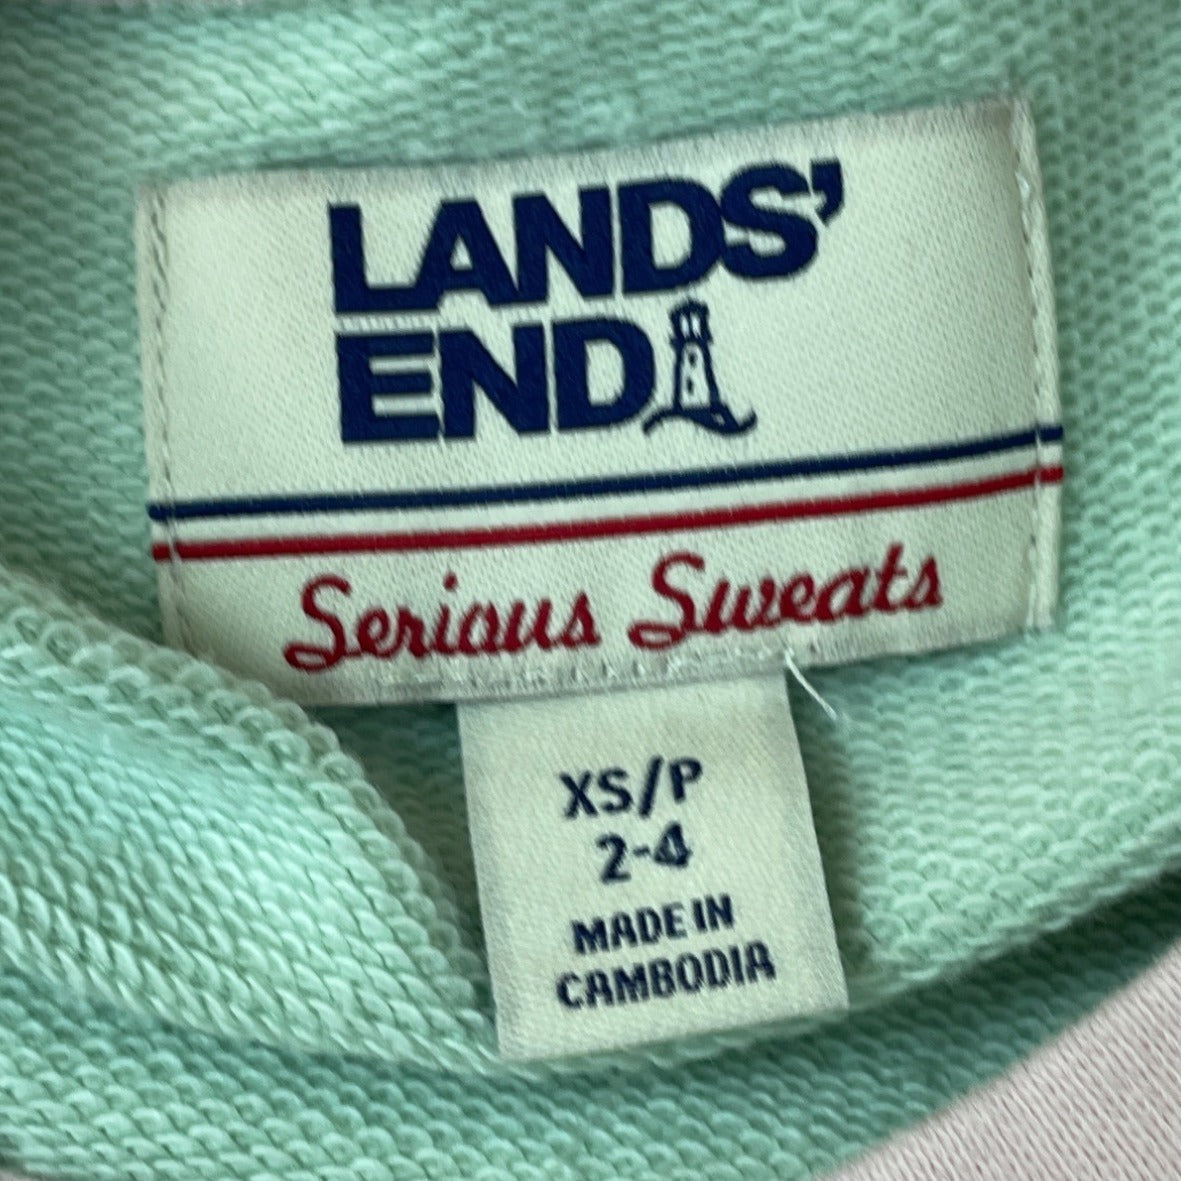 LANDS'
END
Serious Sweats
XS/P
2-4
MADE IN
CAMBODIA